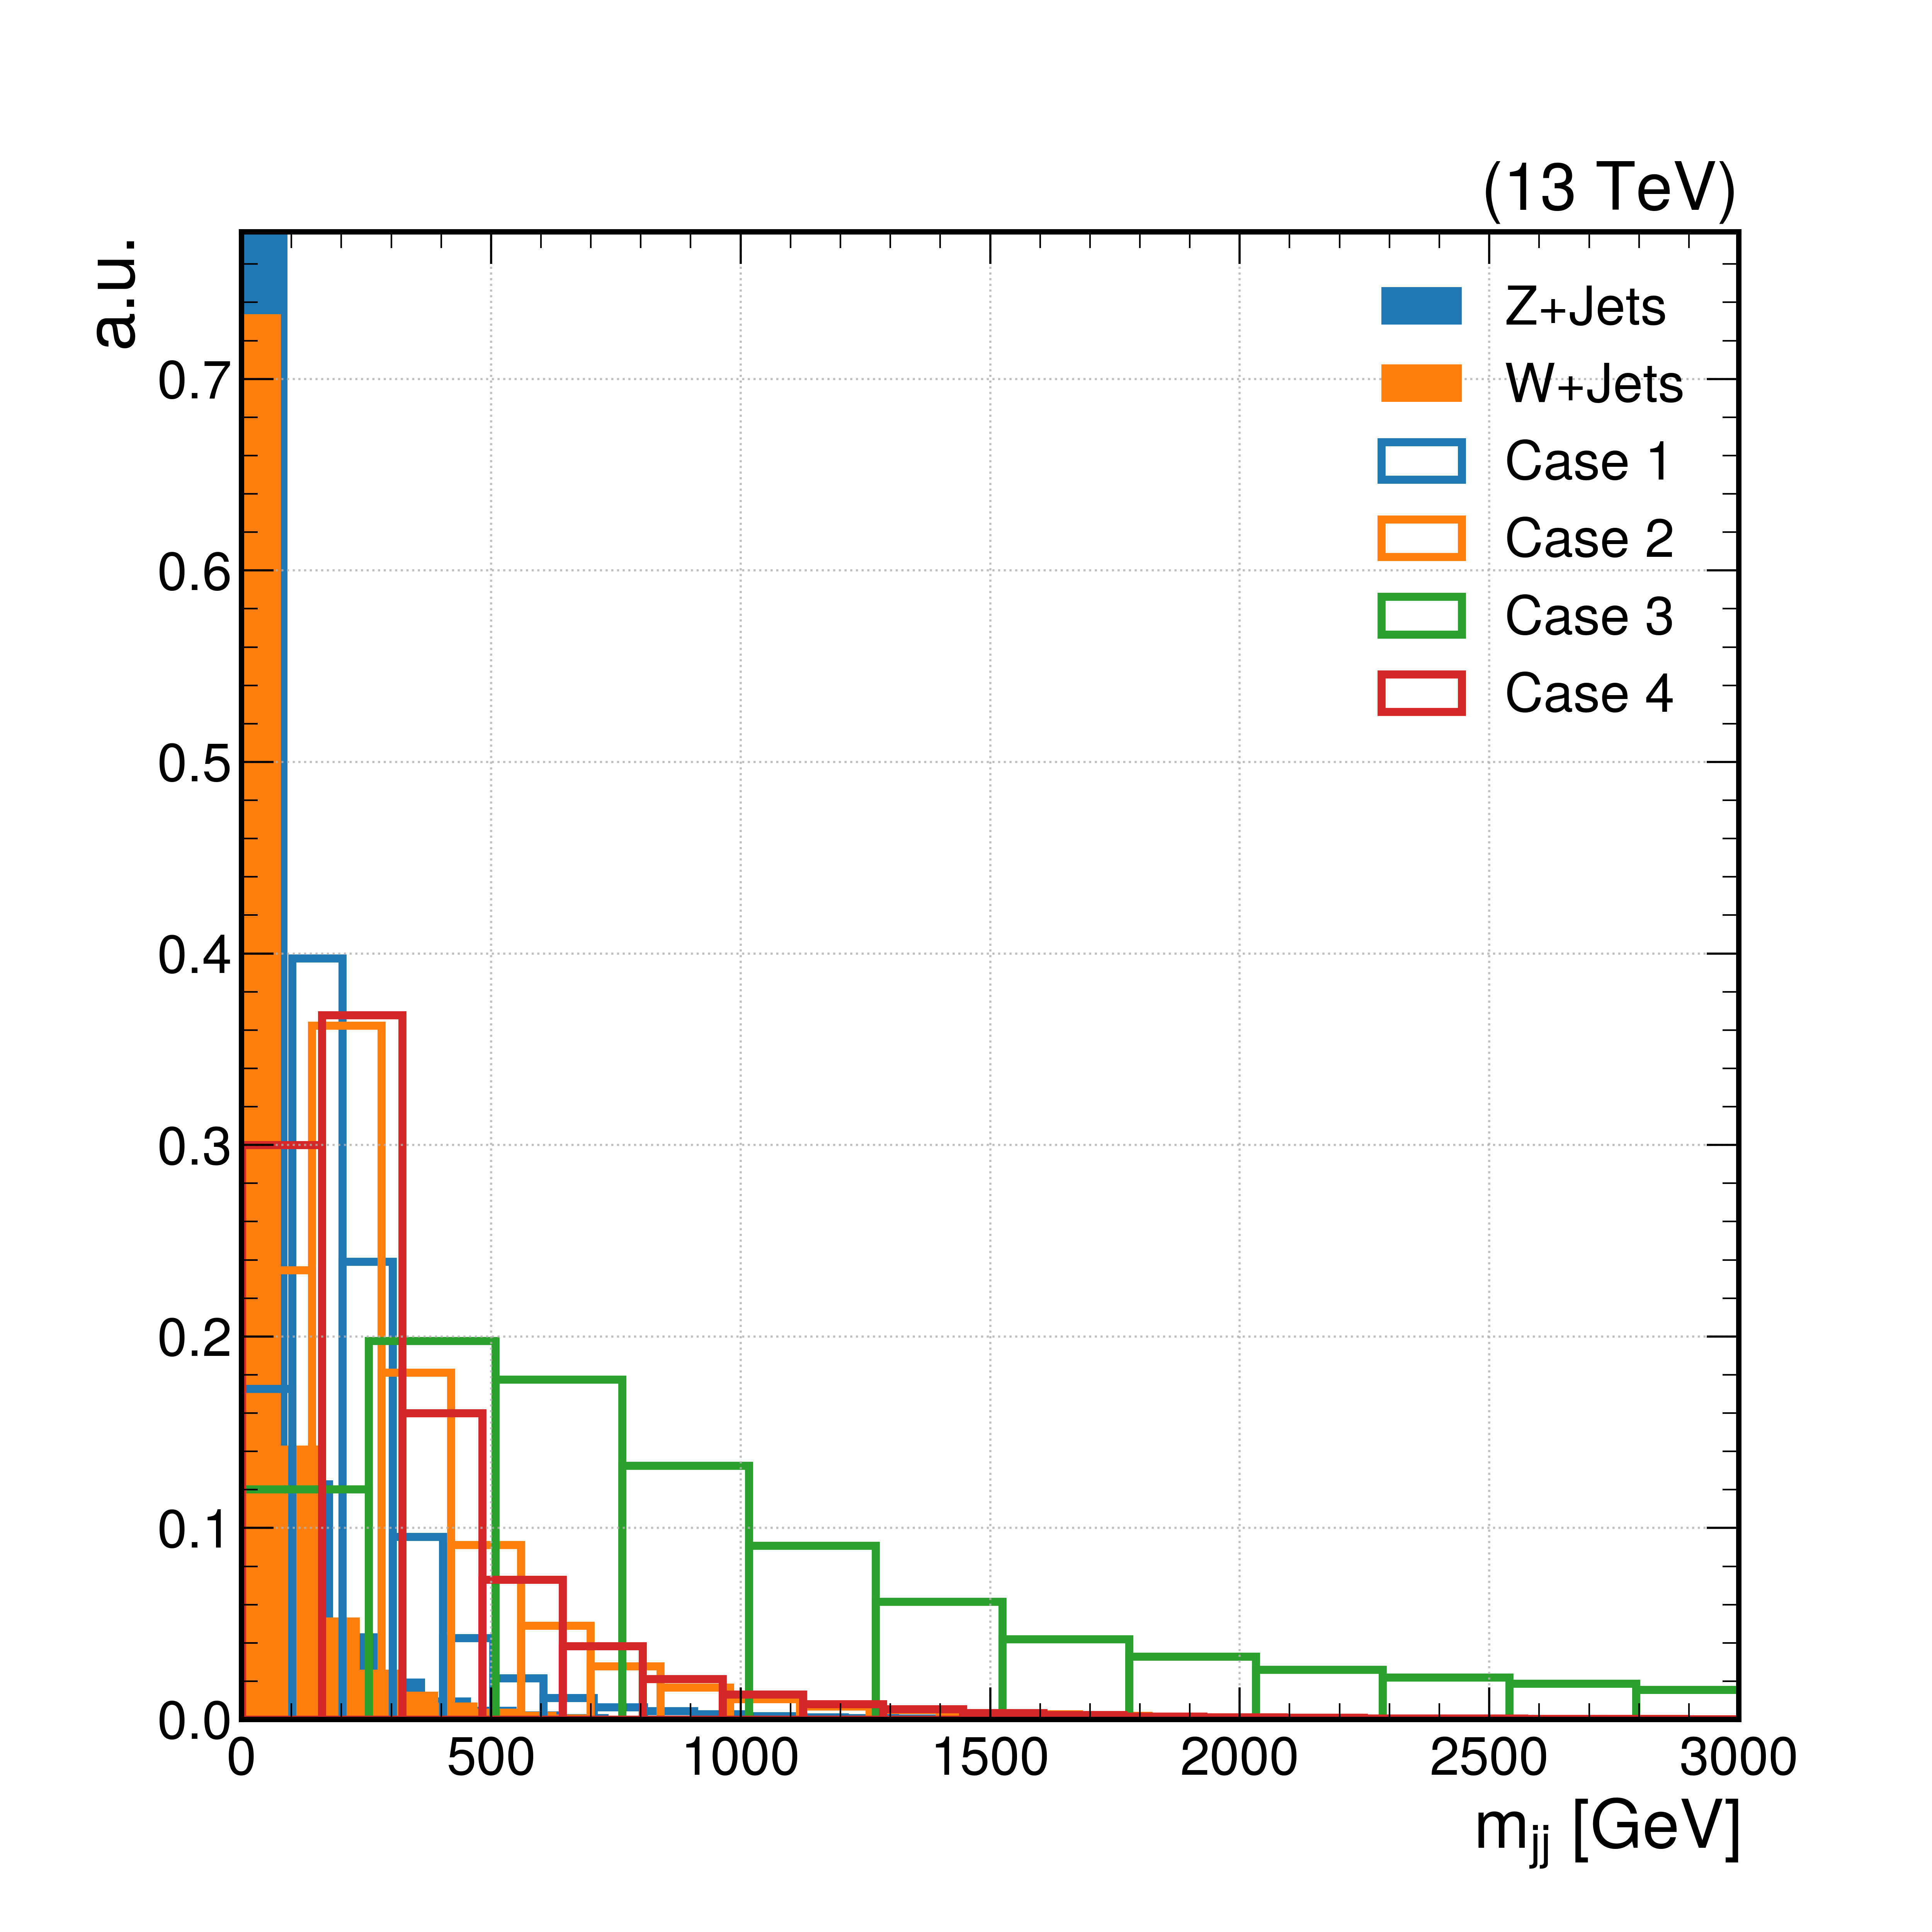 (13 TeV)
a.u.
Z+Jets
W+Jets
Case 1
Case 2
Case 3
Case 4
0.7
0.6
0.5
0.4
0.3
0.2
0.1
0.0
0 500 1000 1500 2000 2500 3000
m_jj [GeV]